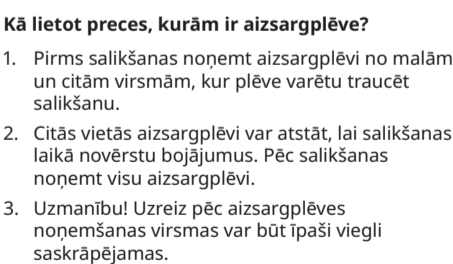 Kā lietot preces, kurām ir aizsargplēve?
1. Pirms salikšanas noņemt aizsargplēvi no malām
un citām virsmām, kur plēve varētu traucēt
salikšanu.
2. Citās vietās aizsargplēvi var atstāt, lai salikšanas
laikā novērstu bojājumus. Pēc salikšanas
noņemt visu aizsargplēvi.
3. Uzmanību! Uzreiz pēc aizsargplēves
noņemšanas virsmas var būt īpaši viegli
saskrāpējamas.